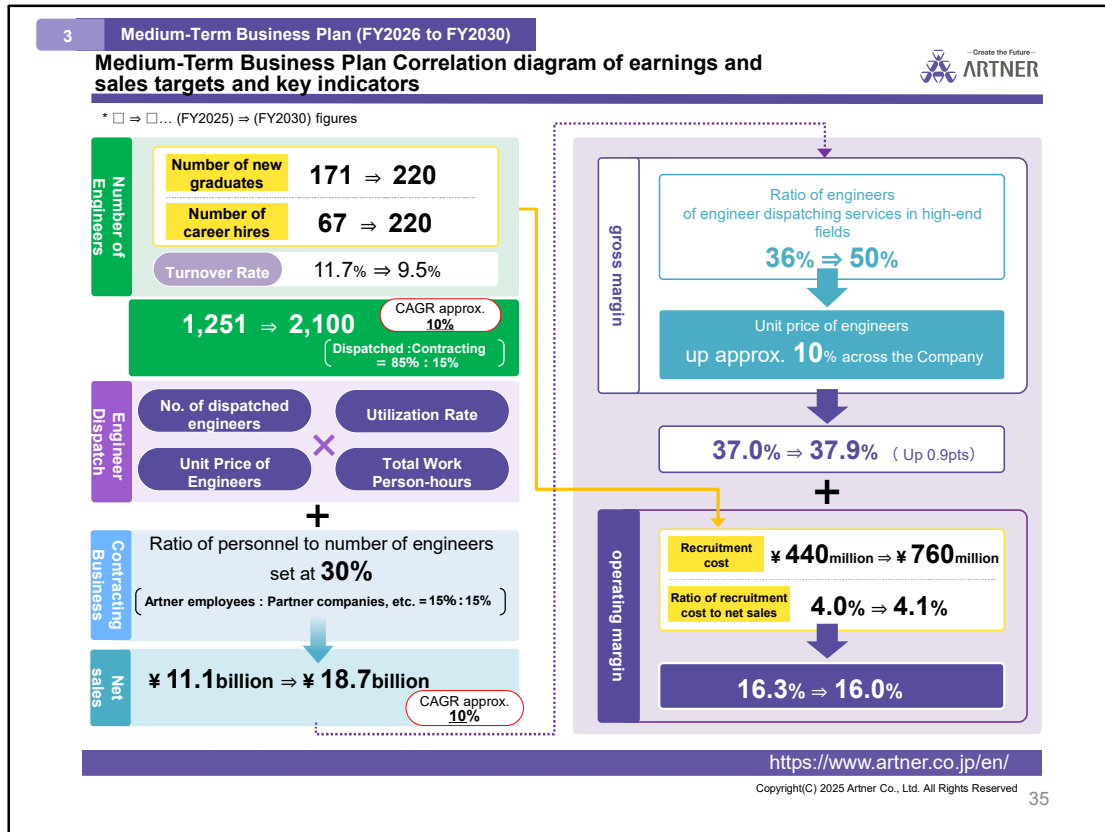 3
Medium-Term Business Plan (FY2026 to FY2030)
Medium-Term Business Plan Correlation diagram of earnings and
sales targets and key indicators
−Create the Future−
ARTNER
* □ ⇒ □… (FY2025) ⇒ (FY2030) figures
Number of
Engineers
Number of new
graduates
171 ⇒ 220
Number of
career hires
67 ⇒ 220
Turnover Rate
11.7% ⇒ 9.5%
1,251 ⇒ 2,100
CAGR approx.
10%
Dispatched :Contracting
= 85% : 15%
Engineer
Dispatch
No. of dispatched
engineers
Utilization Rate
×
Unit Price of
Engineers
Total Work
Person-hours
+
Contracting
Business
Ratio of personnel to number of engineers
set at 30%
Artner employees : Partner companies, etc. = 15% : 15%
Net
sales
¥ 11.1billion ⇒ ¥ 18.7billion
CAGR approx.
10%
gross margin
Ratio of engineers
of engineer dispatching services in high-end
fields
36% ⇒ 50%
Unit price of engineers
up approx. 10% across the Company
37.0% ⇒ 37.9% ( Up 0.9pts)
+
operating margin
Recruitment
cost
¥ 440million ⇒ ¥ 760million
Ratio of recruitment
cost to net sales
4.0% ⇒ 4.1%
16.3% ⇒ 16.0%
https://www.artner.co.jp/en/
Copyright(C) 2025 Artner Co., Ltd. All Rights Reserved
35